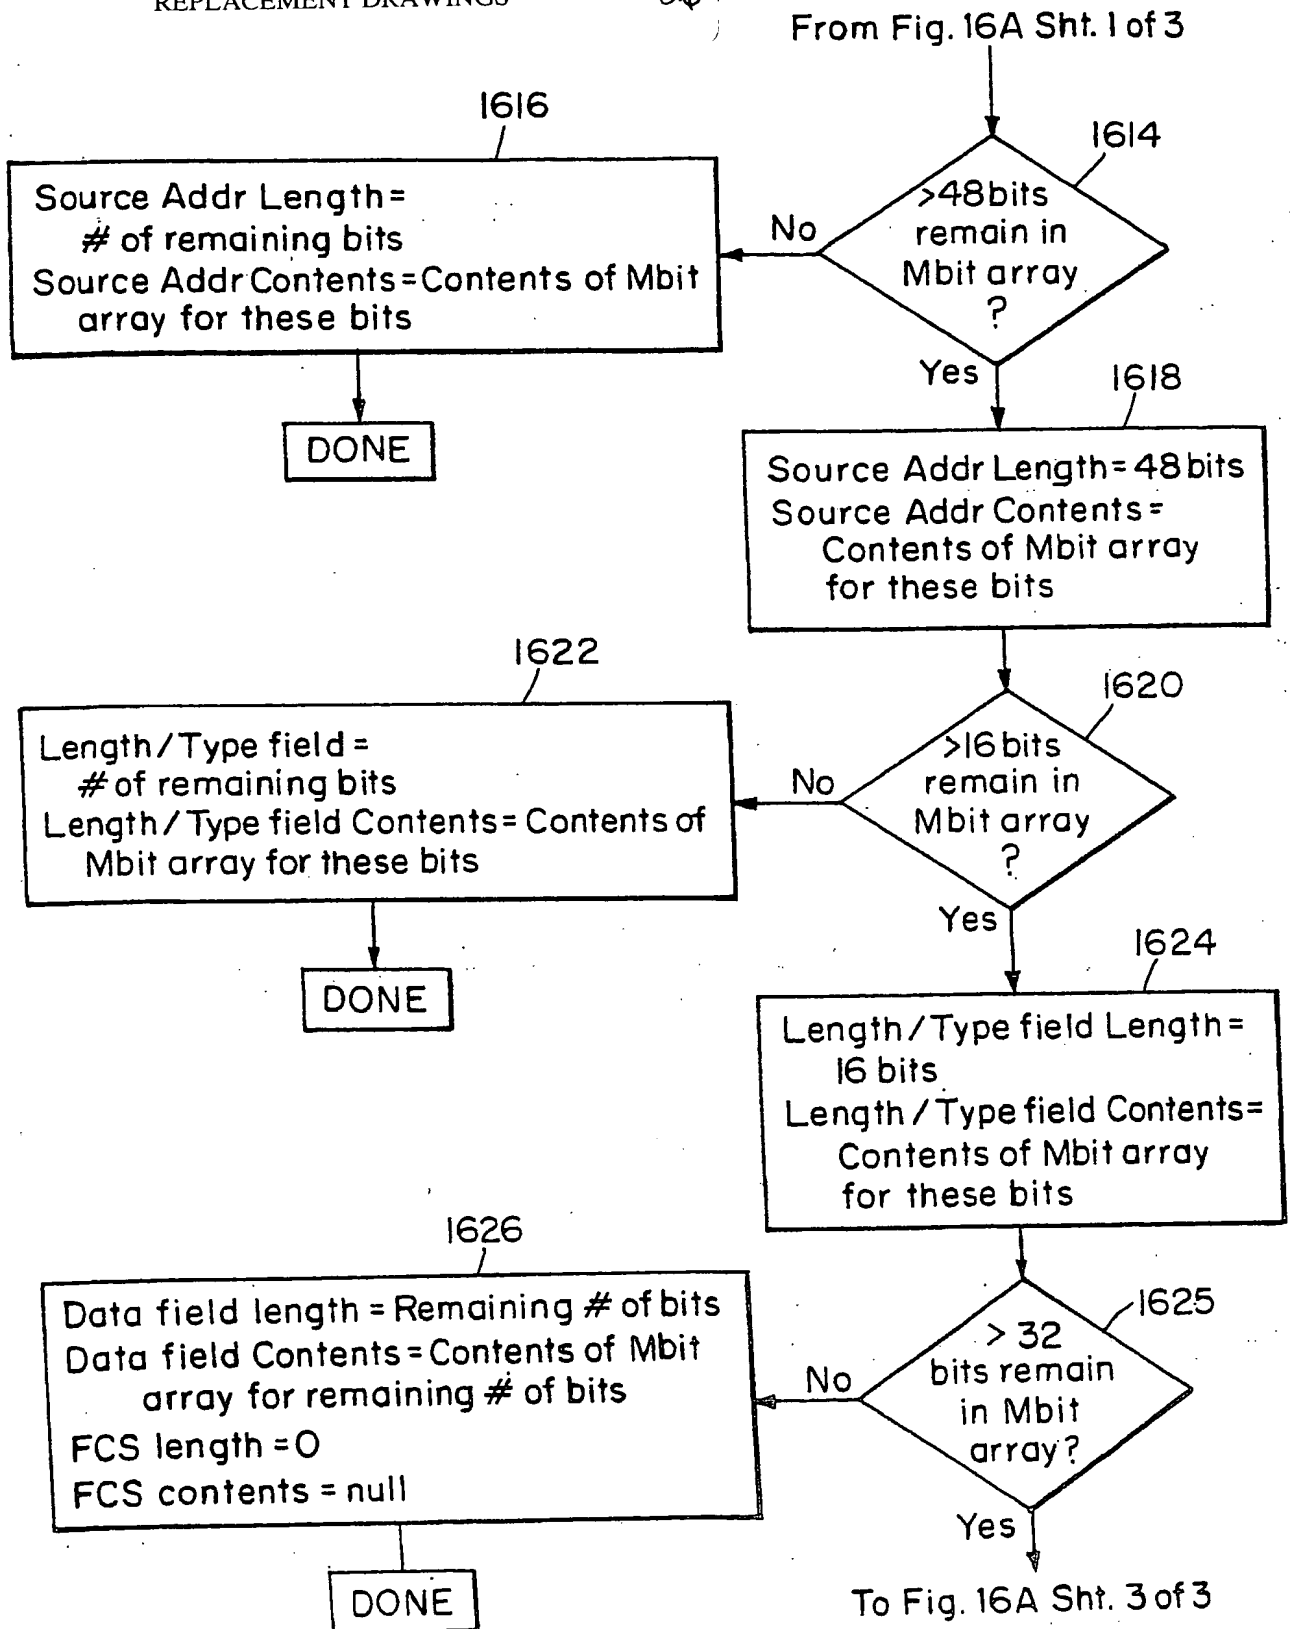 REPLACEMENT DRAWINGS
From Fig. 16A Sht. 1 of 3
1616
1614
Source Addr Length=
# of remaining bits
Source Addr Contents=Contents of Mbit
array for these bits
No
>48bits
remain in
Mbit array
?
Yes
DONE
1618
Source Addr Length=48bits
Source Addr Contents=
Contents of Mbit array
for these bits
1622
1620
Length/Type field =
# of remaining bits
Length/Type field Contents=Contents of
Mbit array for these bits
No
>16bits
remain in
Mbit array
?
Yes
DONE
1624
Length/Type field Length=
16 bits
Length/Type field Contents=
Contents of Mbit array
for these bits
1626
1625
Data field length = Remaining # of bits
Data field Contents=Contents of Mbit
array for remaining # of bits
FCS length =0
FCS contents = null
No
> 32
bits remain
in Mbit
array?
Yes
DONE
To Fig. 16A Sht. 3 of 3